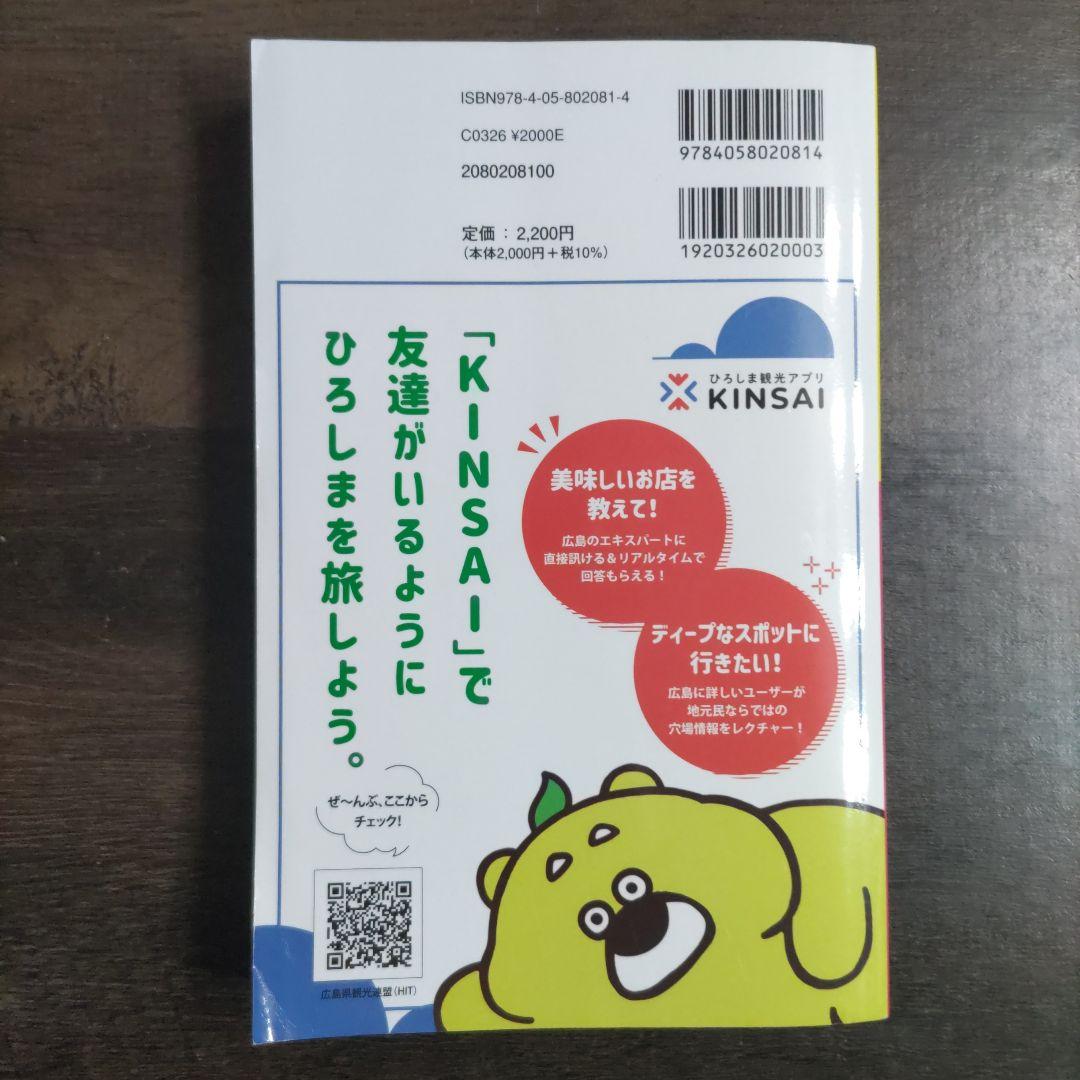 ISBN978-4-05-802081-4
C0326 ¥2000E
2080208100
定価：2,200円
（本体2,000円＋税10%）
9784058020814
1920326020003
ひろしま観光アプリ
KINSAI
「KINSAI」で
友達がいるように
ひろしまを旅しよう。
美味しいお店を
教えて！
広島のエキスパートに
直接訊ける＆リアルタイムで
回答もらえる！
ディープなスポットに
行きたい！
広島に詳しいユーザーが
地元民ならではの
穴場情報をレクチャー！
ぜ〜んぶ、ここから
チェック！
広島県観光連盟（HIT）